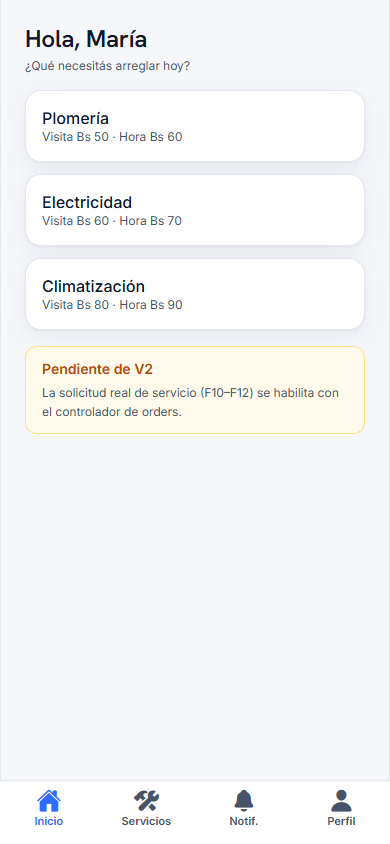 Hola, María
¿Qué necesitás arreglar hoy?
Plomería
Visita Bs 50 · Hora Bs 60
Electricidad
Visita Bs 60 · Hora Bs 70
Climatización
Visita Bs 80 · Hora Bs 90
Pendiente de V2
La solicitud real de servicio (F10–F12) se habilita con
el controlador de orders.
Inicio
Servicios
Notif.
Perfil